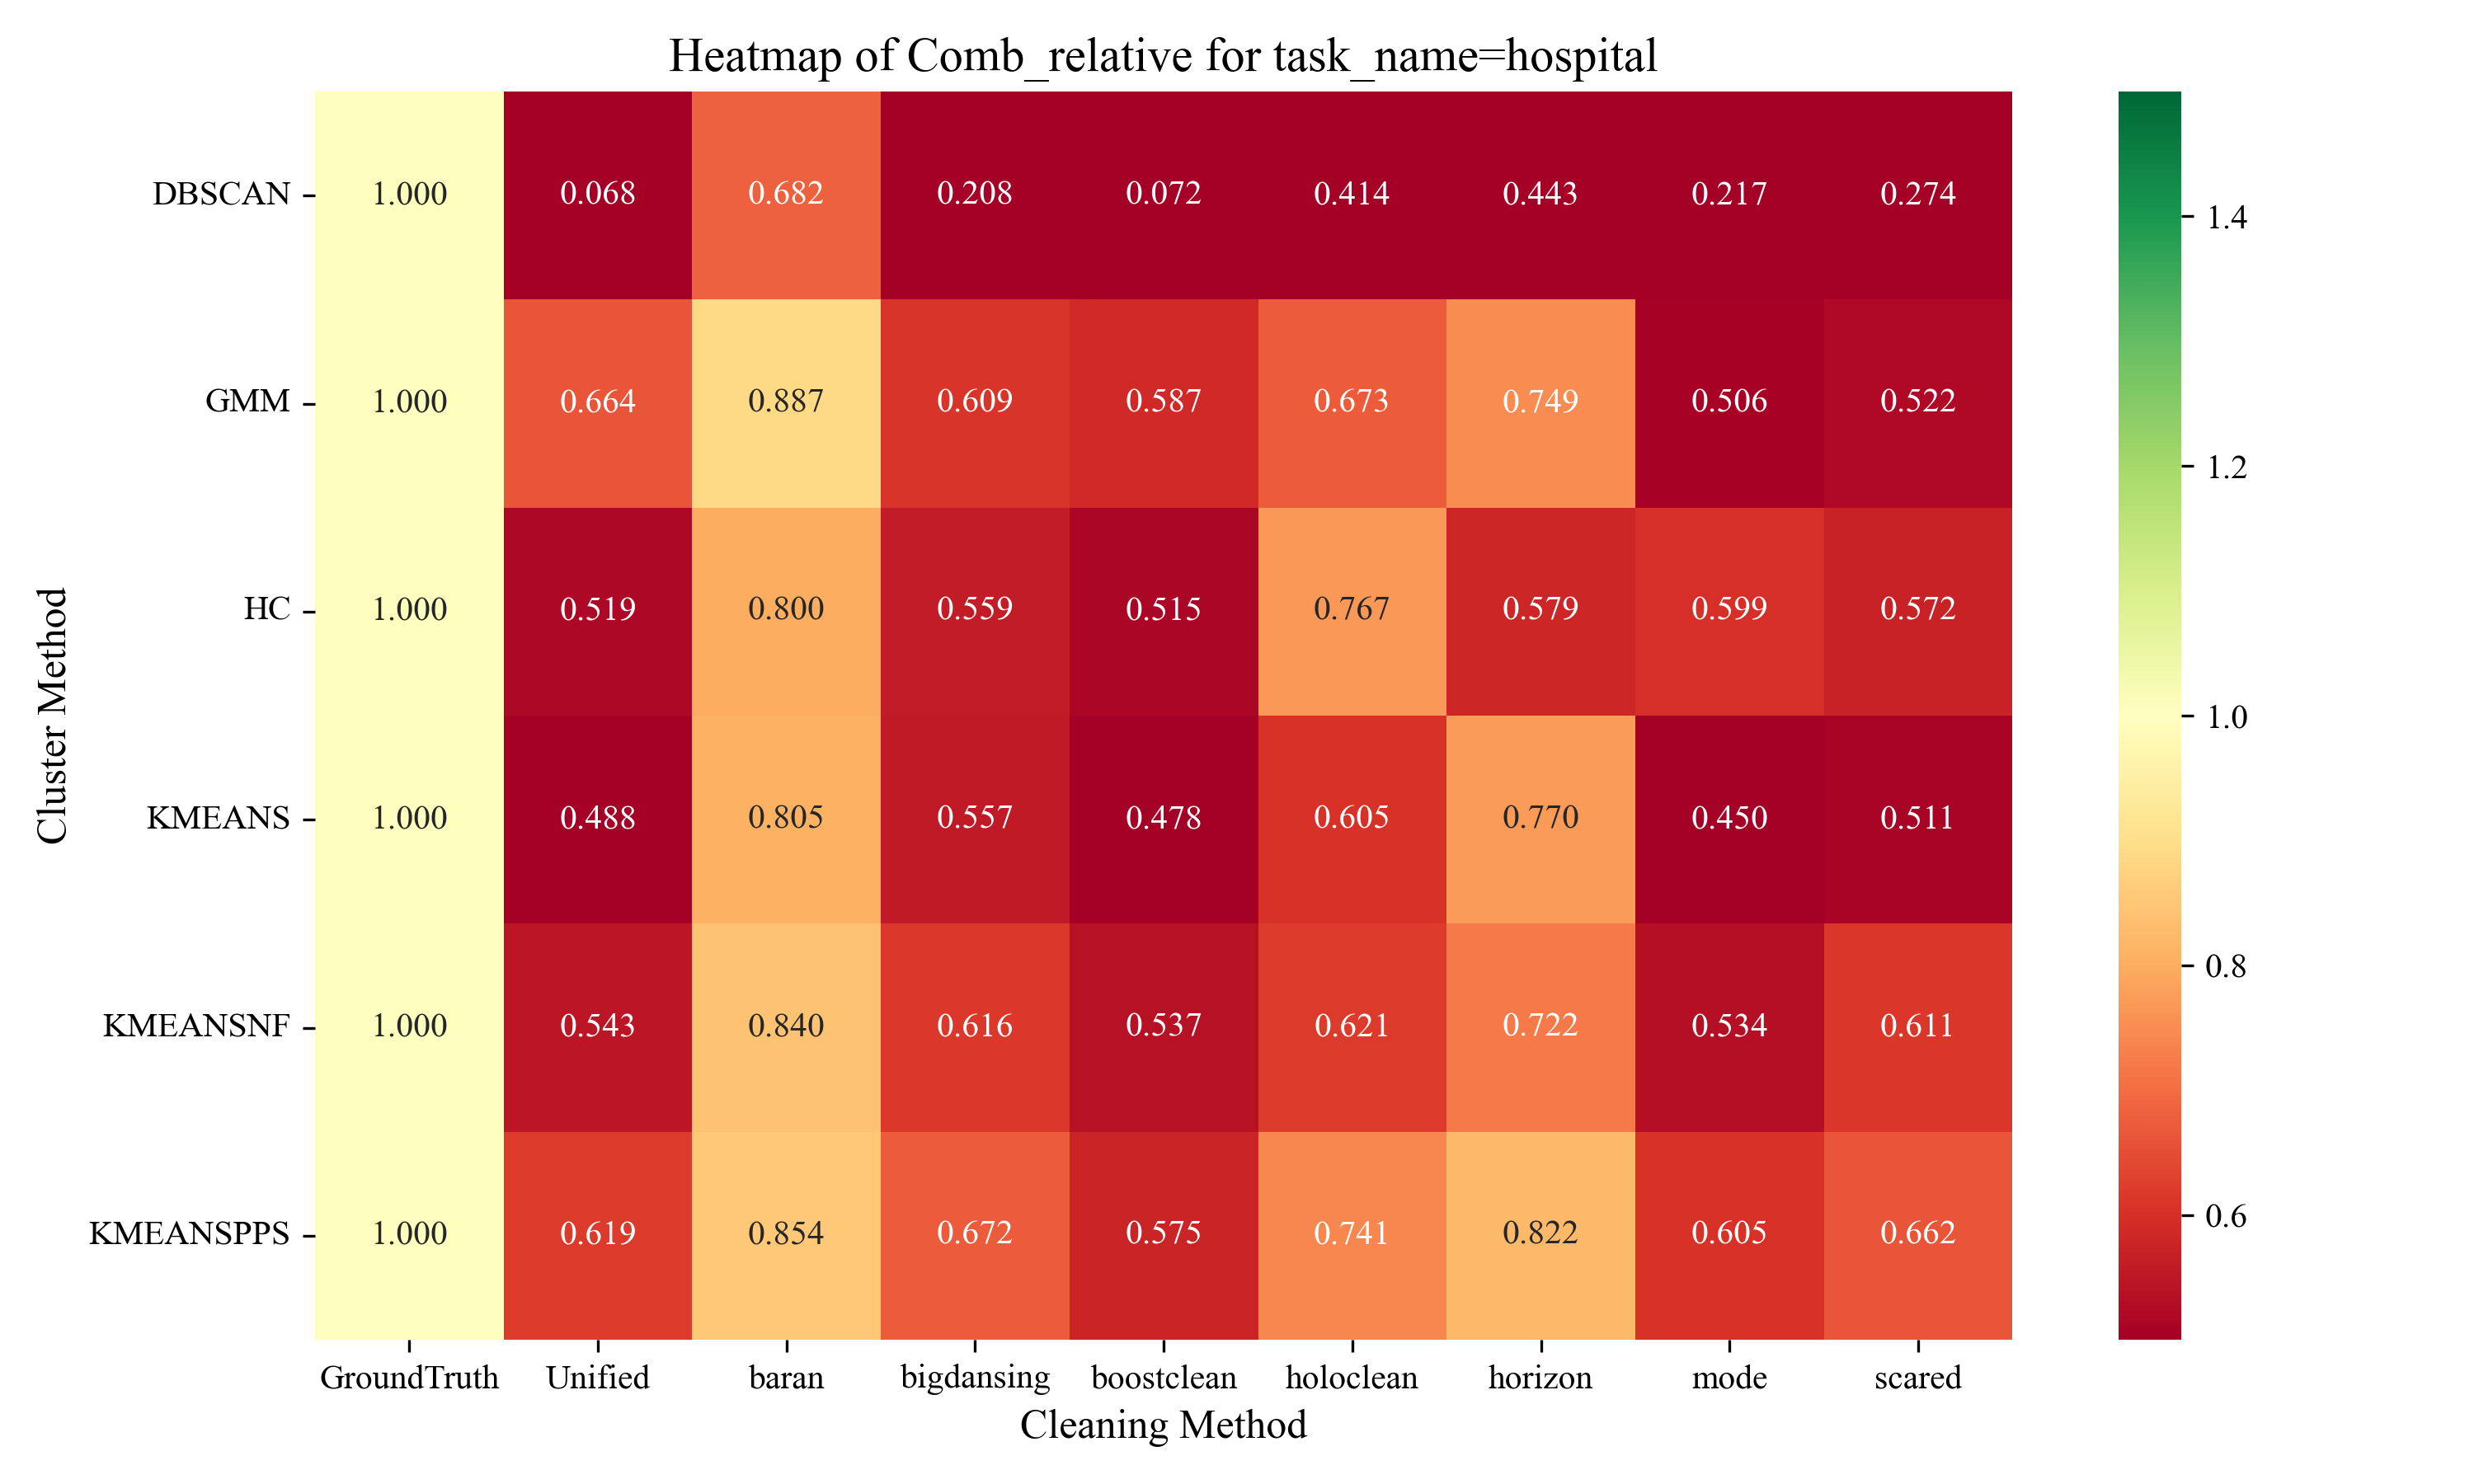 Heatmap of Comb_relative for task_name=hospital
Cluster Method
DBSCAN 1.000 0.068 0.682 0.208 0.072 0.414 0.443 0.217 0.274
GMM 1.000 0.664 0.887 0.609 0.587 0.673 0.749 0.506 0.522
HC 1.000 0.519 0.800 0.559 0.515 0.767 0.579 0.599 0.572
KMEANS 1.000 0.488 0.805 0.557 0.478 0.605 0.770 0.450 0.511
KMEANSNF 1.000 0.543 0.840 0.616 0.537 0.621 0.722 0.534 0.611
KMEANSPPS 1.000 0.619 0.854 0.672 0.575 0.741 0.822 0.605 0.662
GroundTruth Unified baran bigdansing boostclean holoclean horizon mode scared
Cleaning Method
1.4
1.2
1.0
0.8
0.6